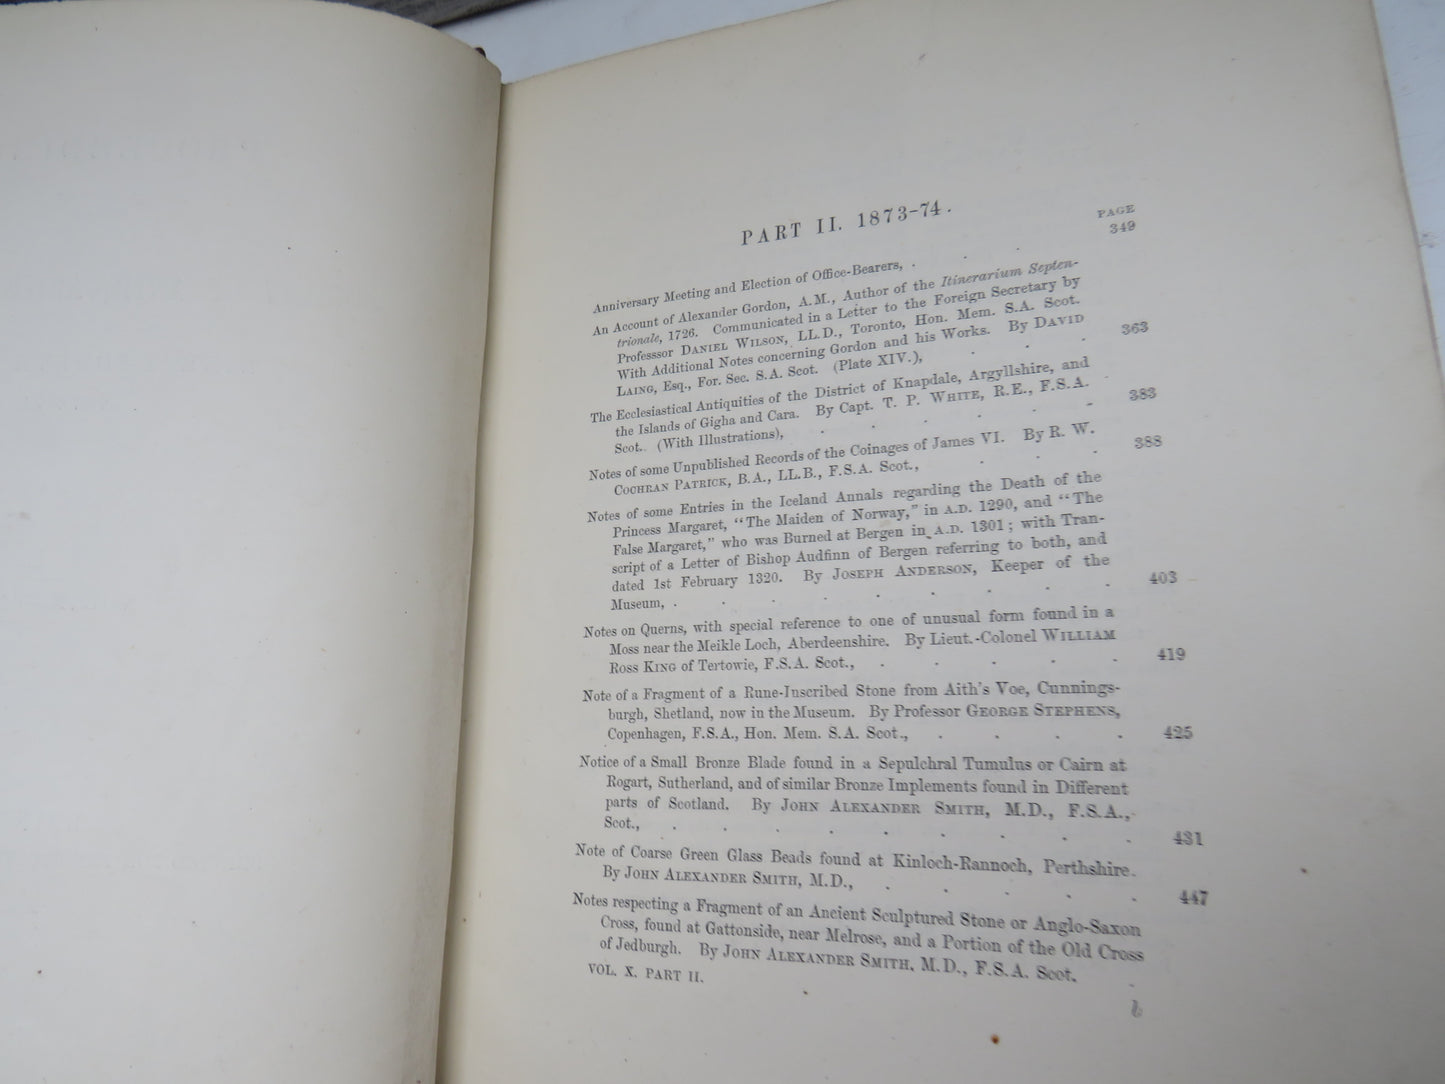 PART II. 1873-74.
PAGE
Anniversary Meeting and Election of Office-Bearers, . . . 349
An Account of Alexander Gordon, A.M., Author of the Itinerarium Septen-
trionale, 1726. Communicated in a Letter to the Foreign Secretary by
Professsor DANIEL WILSON, LL.D., Toronto, Hon. Mem. S.A. Scot.
With Additional Notes concerning Gordon and his Works. By DAVID
LAING, Esq., For. Sec. S.A. Scot. (Plate XIV.), . . . 363
The Ecclesiastical Antiquities of the District of Knapdale, Argyllshire, and
the Islands of Gigha and Cara. By Capt. T. P. WHITE, R.E., F.S.A.
Scot. (With Illustrations), . . . . . . 383
Notes of some Unpublished Records of the Coinages of James VI. By R. W.
COCHRAN PATRICK, B.A., LL.B., F.S.A. Scot., . . . 388
Notes of some Entries in the Iceland Annals regarding the Death of the
Princess Margaret, "The Maiden of Norway," in A.D. 1290, and "The
False Margaret," who was Burned at Bergen in A.D. 1301; with Tran-
script of a Letter of Bishop Audfinn of Bergen referring to both, and
dated 1st February 1320. By JOSEPH ANDERSON, Keeper of the
Museum, . . . . . . . . . 403
Notes on Querns, with special reference to one of unusual form found in a
Moss near the Meikle Loch, Aberdeenshire. By Lieut.-Colonel WILLIAM
ROSS KING of Tertowie, F.S.A. Scot., . . . . . 419
Note of a Fragment of a Rune-Inscribed Stone from Aith's Voe, Cunnings-
burgh, Shetland, now in the Museum. By Professor GEORGE STEPHENS,
Copenhagen, F.S.A., Hon. Mem. S.A. Scot., . . . . 425
Notice of a Small Bronze Blade found in a Sepulchral Tumulus or Cairn at
Rogart, Sutherland, and of similar Bronze Implements found in Different
parts of Scotland. By JOHN ALEXANDER SMITH, M.D., F.S.A.,
Scot., . . . . . . . . . 431
Note of Coarse Green Glass Beads found at Kinloch-Rannoch, Perthshire.
By JOHN ALEXANDER SMITH, M.D., . . . . . 447
Notes respecting a Fragment of an Ancient Sculptured Stone or Anglo-Saxon
Cross, found at Gattonside, near Melrose, and a Portion of the Old Cross
of Jedburgh. By JOHN ALEXANDER SMITH, M.D., F.S.A. Scot.
VOL. X. PART II.
b